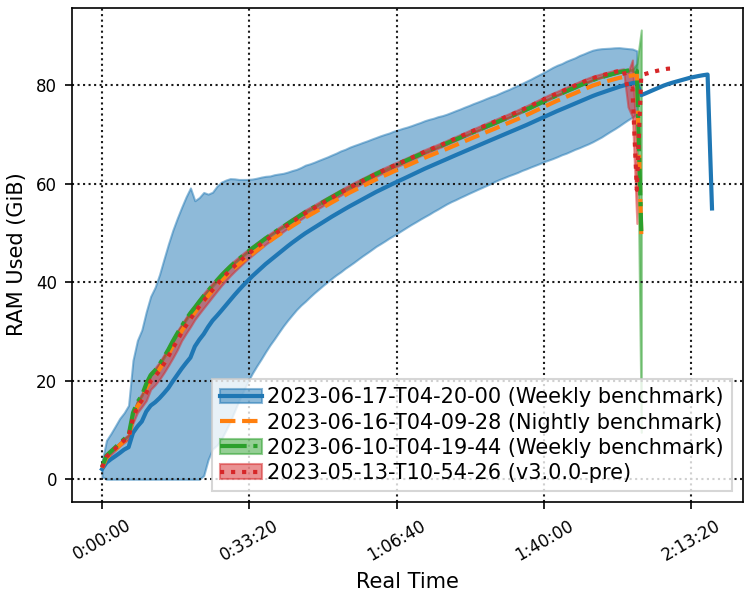 RAM Used (GiB)
80
60
40
20
0
2023-06-17-T04-20-00 (Weekly benchmark)
2023-06-16-T04-09-28 (Nightly benchmark)
2023-06-10-T04-19-44 (Weekly benchmark)
2023-05-13-T10-54-26 (v3.0.0-pre)
0:00:00
0:33:20
1:06:40
1:40:00
2:13:20
Real Time